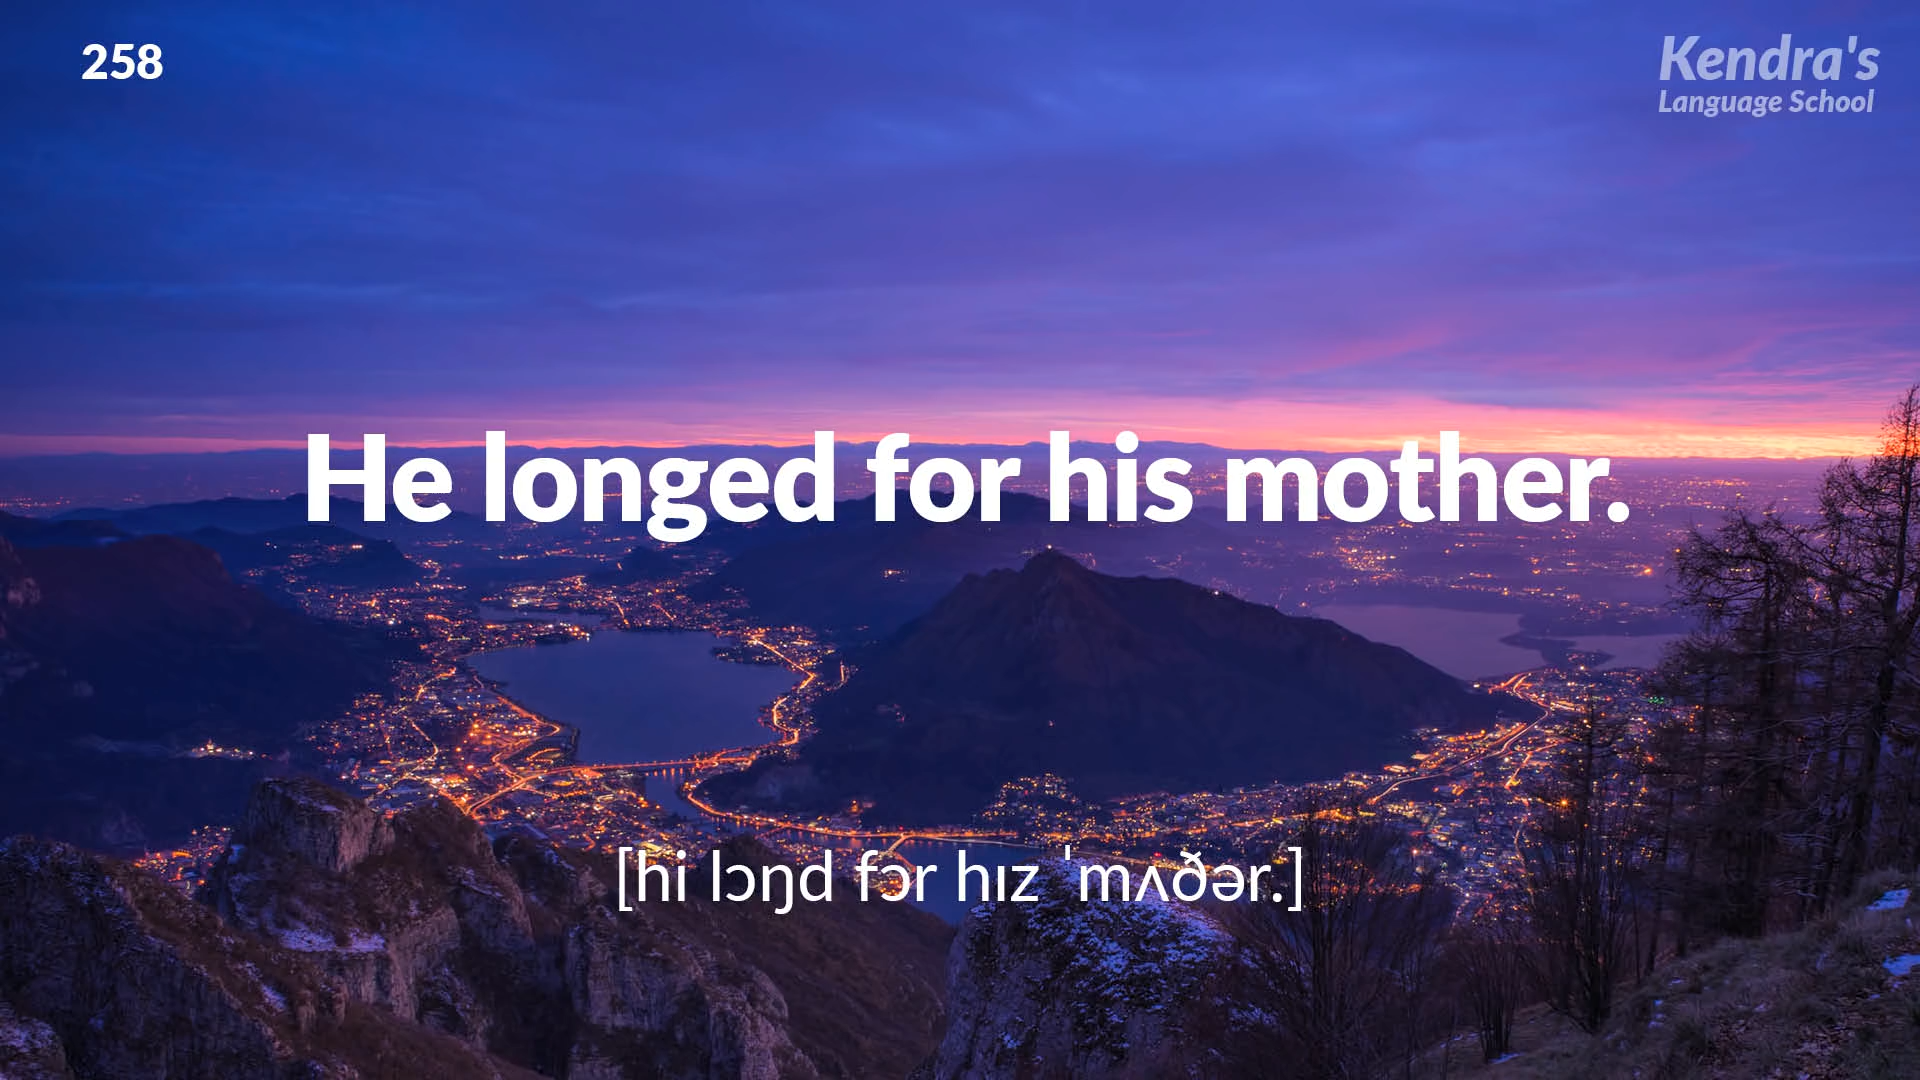 258
Kendra's
Language School
He longed for his mother.
[hi lɔŋd fɔr hɪz ˈmʌðər.]